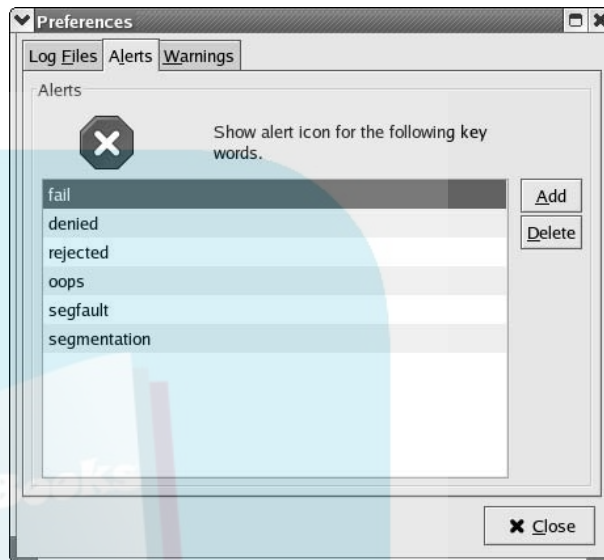 Preferences
Log Files
Alerts
Warnings
Alerts
Show alert icon for the following key
words.
fail
denied
rejected
oops
segfault
segmentation
Add
Delete
Close